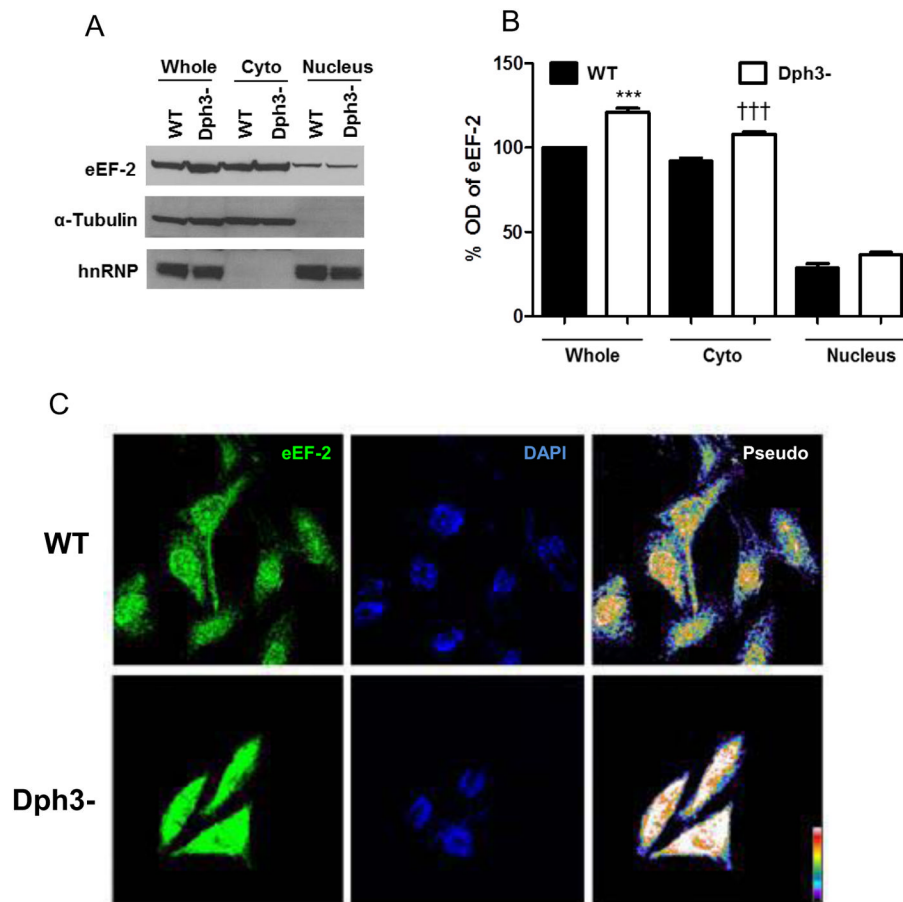 A
Whole Cyto Nucleus
WT Dph3- WT Dph3- WT Dph3-
eEF-2
α-Tubulin
hnRNP
B
% OD of eEF-2
150
100
50
0
WT Dph3-
*** †††
Whole Cyto Nucleus
C
eEF-2 DAPI Pseudo
WT
Dph3-